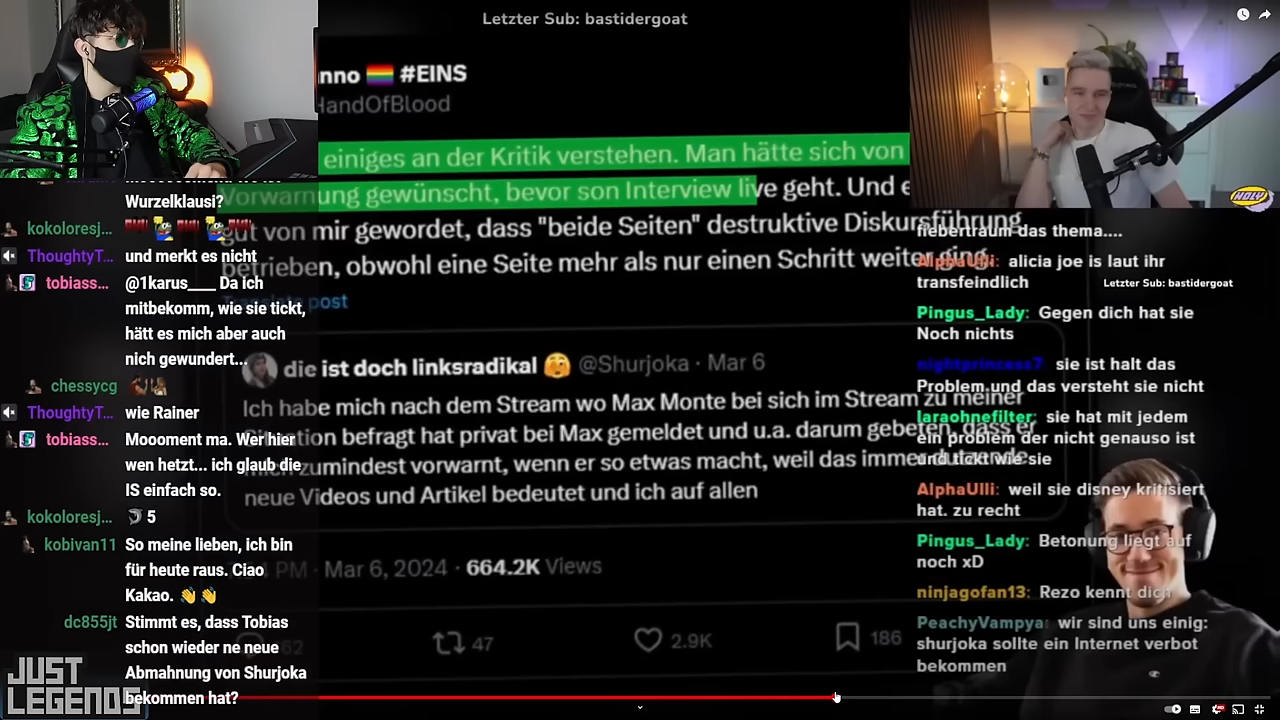 Letzter Sub: bastidergoat
nno 🏳️‍🌈 #EINS
HandOfBlood
einiges an der Kritik verstehen. Man hätte sich von
Vorwarnung gewünscht, bevor son Interview live geht. Und e
gut von mir gewordet, dass "beide Seiten" destruktive Diskursführung
betrieben, obwohl eine Seite mehr als nur einen Schritt weiter ging.
Translate post
die ist doch linksradikal 🫣 @Shurjoka · Mar 6
Ich habe mich nach dem Stream wo Max Monte bei sich im Stream zu meiner
Situation befragt hat privat bei Max gemeldet und u.a. darum gebeten, dass er
mich zumindest vorwarnt, wenn er so etwas macht, weil das immer
neue Videos und Artikel bedeutet und ich auf allen
PM · Mar 6, 2024 · 664.2K Views
62
47
2.9K
186
Wurzelklausi?
kokoloresj...
ThoughtyT... und merkt es nicht
tobiass... @1karus____ Da ich
mitbekomm, wie sie tickt,
hätt es mich aber auch
nich gewundert...
chessycg
ThoughtyT... wie Rainer
tobiass... Moooment ma. Wer hier
wen hetzt... ich glaub die
IS einfach so.
kokoloresj... 5
kobivan11 So meine lieben, ich bin
für heute raus. Ciao
Kakao. 👋👋
dc855jt Stimmt es, dass Tobias
schon wieder ne neue
Abmahnung von Shurjoka
bekommen hat?
JUST
LEGENDS
HOLY
fiebertraum das thema....
AlphaUlli: alicia joe is laut ihr
transfeindlich
Letzter Sub: bastidergoat
Pingus_Lady: Gegen dich hat sie
Noch nichts
nightprincess7 sie ist halt das
Problem und das versteht sie nicht
laraohnefilter: sie hat mit jedem
ein problem der nicht genauso ist
und tickt wie sie
AlphaUlli: weil sie disney kritisiert
hat. zu recht
Pingus_Lady: Betonung liegt auf
noch xD
ninjagofan13: Rezo kennt dich
PeachyVampya: wir sind uns einig:
shurjoka sollte ein Internet verbot
bekommen